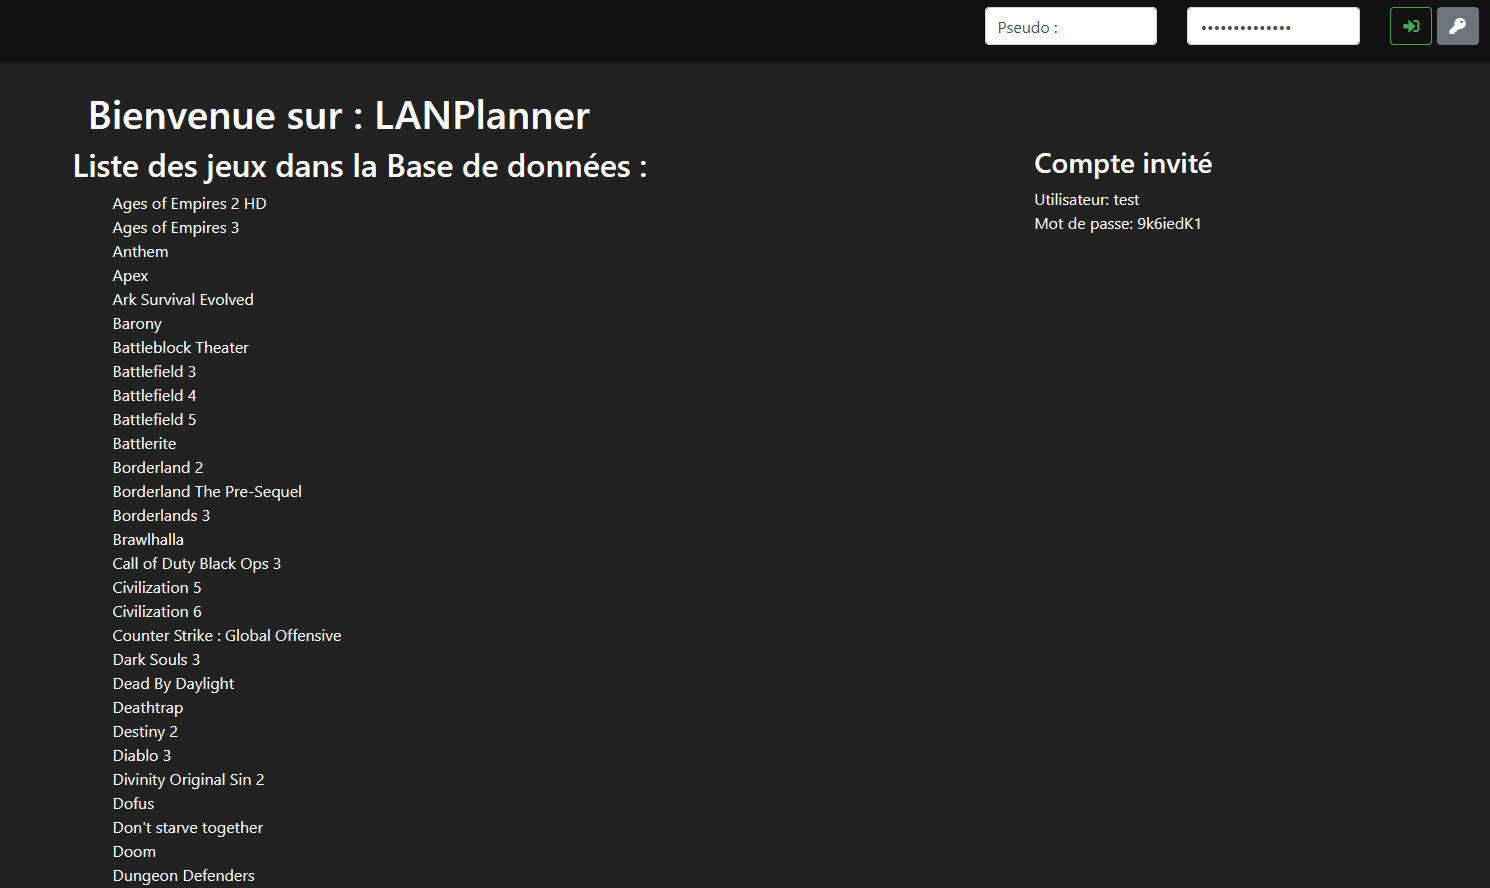 Pseudo :
••••••••••••••
Bienvenue sur : LANPlanner
Liste des jeux dans la Base de données :
Ages of Empires 2 HD
Ages of Empires 3
Anthem
Apex
Ark Survival Evolved
Barony
Battleblock Theater
Battlefield 3
Battlefield 4
Battlefield 5
Battlerite
Borderland 2
Borderland The Pre-Sequel
Borderlands 3
Brawlhalla
Call of Duty Black Ops 3
Civilization 5
Civilization 6
Counter Strike : Global Offensive
Dark Souls 3
Dead By Daylight
Deathtrap
Destiny 2
Diablo 3
Divinity Original Sin 2
Dofus
Don't starve together
Doom
Dungeon Defenders
Compte invité
Utilisateur: test
Mot de passe: 9k6iedK1